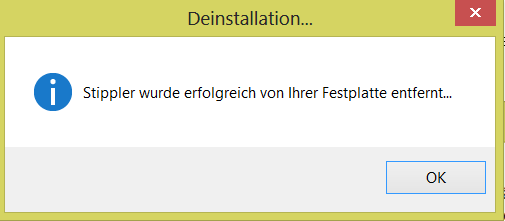 Deinstallation...
Stippler wurde erfolgreich von Ihrer Festplatte entfernt...
OK